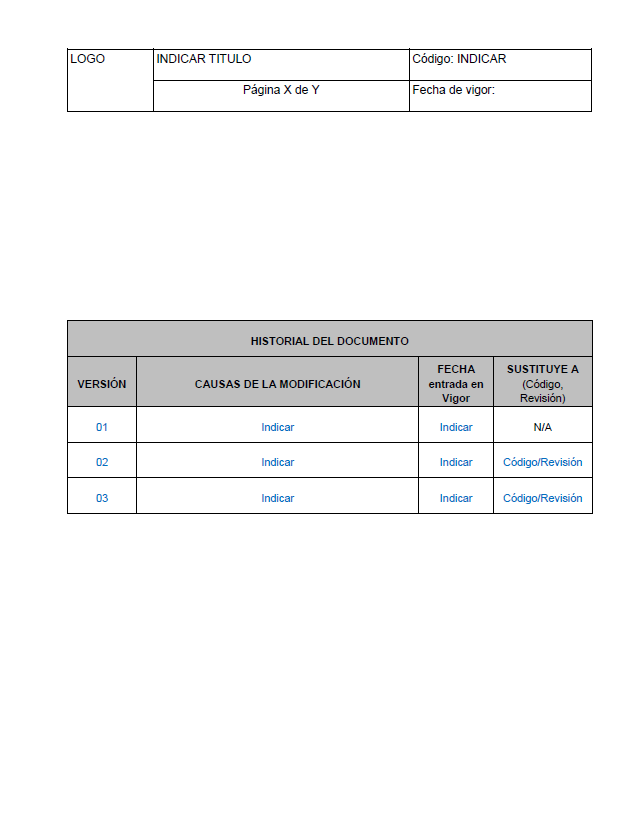 LOGO
INDICAR TITULO
Código: INDICAR
Página X de Y
Fecha de vigor:
HISTORIAL DEL DOCUMENTO
VERSIÓN
CAUSAS DE LA MODIFICACIÓN
FECHA
entrada en
Vigor
SUSTITUYE A
(Código,
Revisión)
01
Indicar
Indicar
N/A
02
Indicar
Indicar
Código/Revisión
03
Indicar
Indicar
Código/Revisión